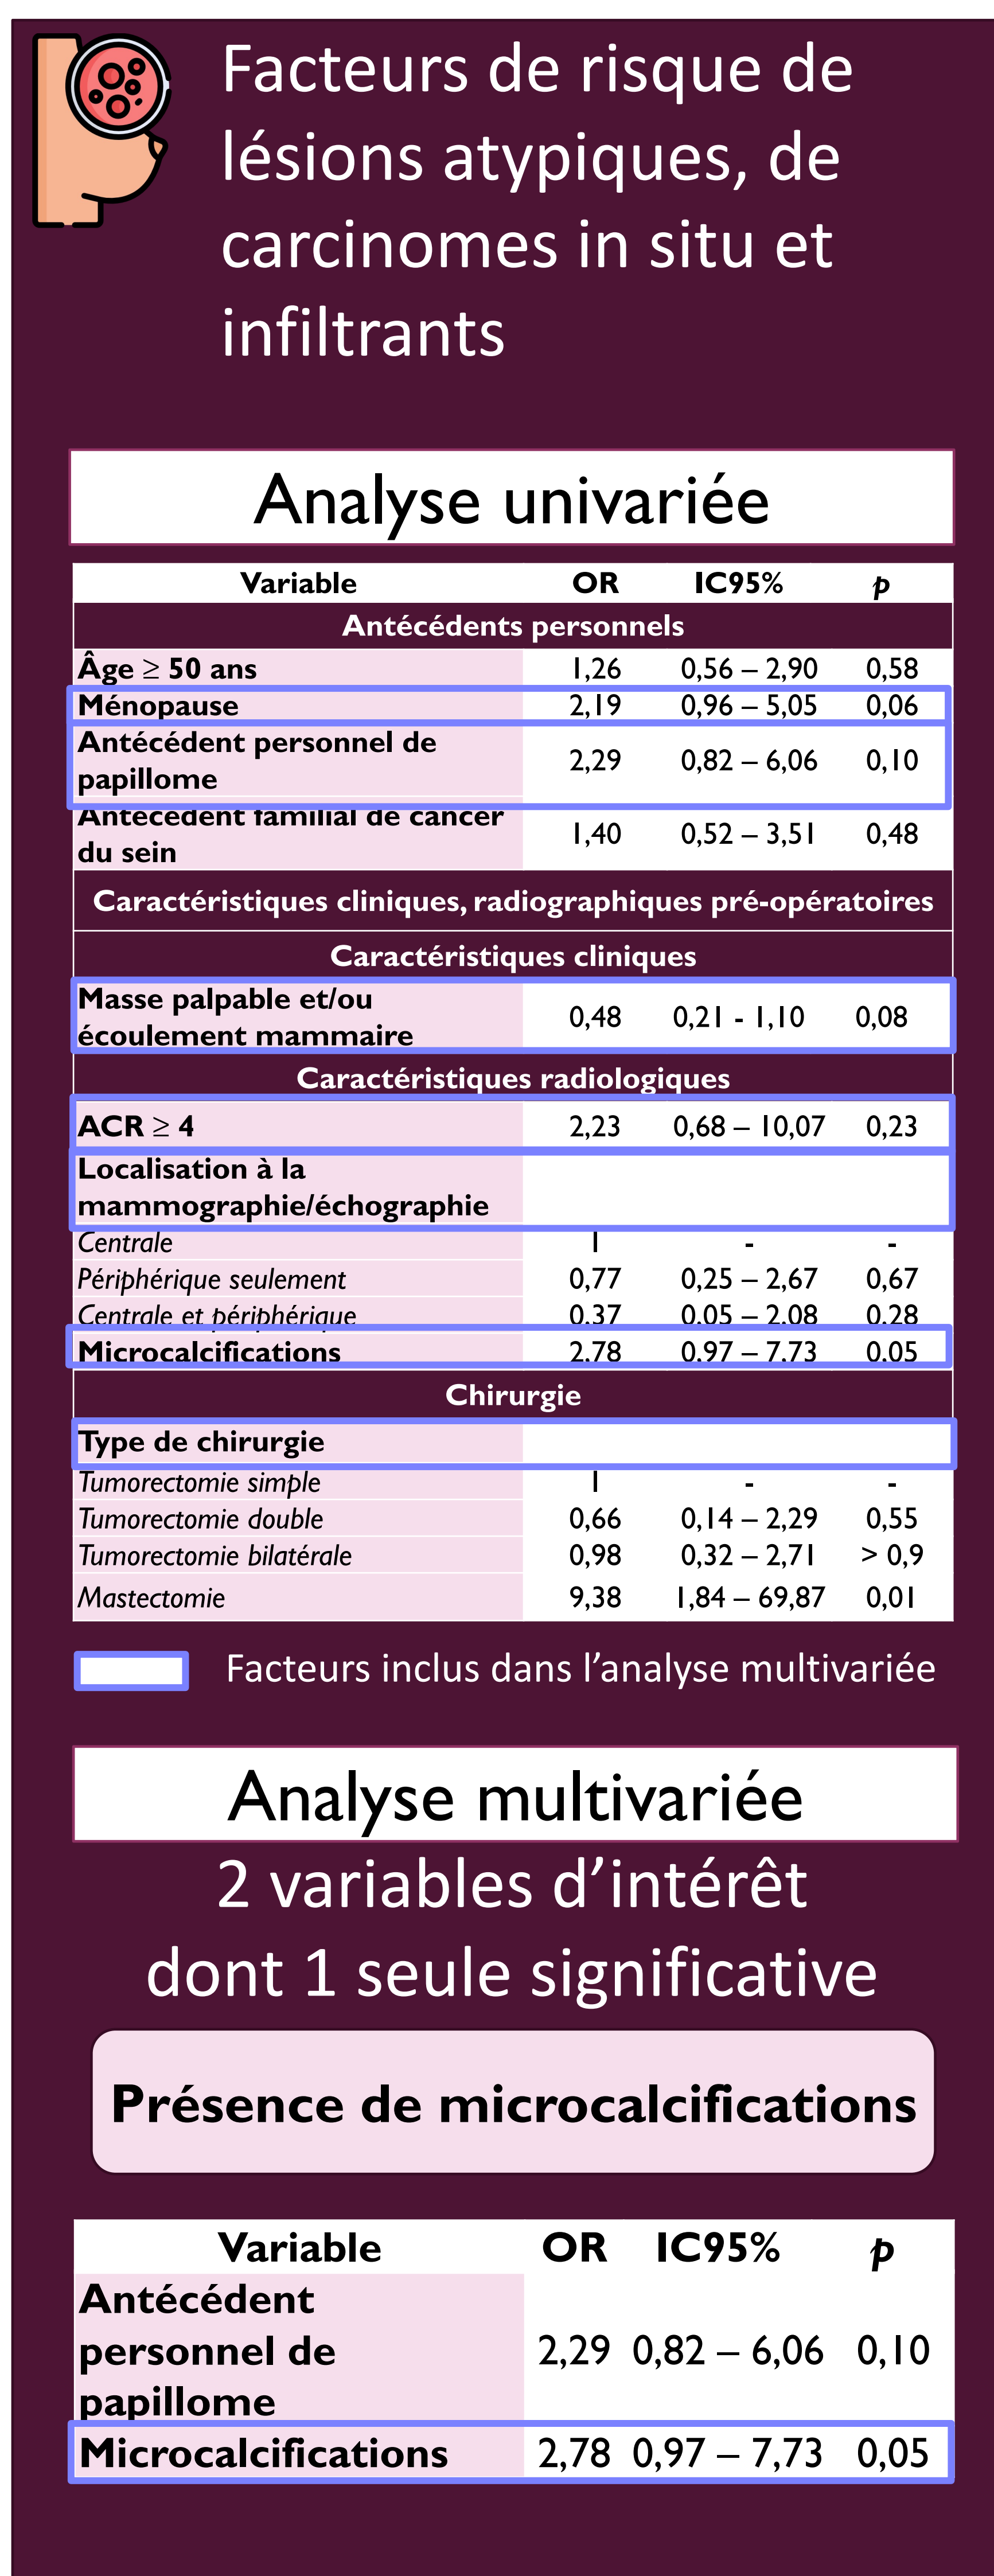 Facteurs de risque de
lésions atypiques, de
carcinomes in situ et
infiltrants
Analyse univariée
Variable OR IC95% p
Antécédents personnels
Âge ≥ 50 ans 1,26 0,56 – 2,90 0,58
Ménopause 2,19 0,96 – 5,05 0,06
Antécédent personnel de
papillome 2,29 0,82 – 6,06 0,10
Antécédent familial de cancer
du sein 1,40 0,52 – 3,51 0,48
Caractéristiques cliniques, radiographiques pré-opératoires
Caractéristiques cliniques
Masse palpable et/ou
écoulement mammaire 0,48 0,21 - 1,10 0,08
Caractéristiques radiologiques
ACR ≥ 4 2,23 0,68 – 10,07 0,23
Localisation à la
mammographie/échographie
Centrale 1 - -
Périphérique seulement 0,77 0,25 – 2,67 0,67
Centrale et périphérique 0,37 0,05 – 2,08 0,28
Microcalcifications 2,78 0,97 – 7,73 0,05
Chirurgie
Type de chirurgie
Tumorectomie simple 1 - -
Tumorectomie double 0,66 0,14 – 2,29 0,55
Tumorectomie bilatérale 0,98 0,32 – 2,71 > 0,9
Mastectomie 9,38 1,84 – 69,87 0,01
Facteurs inclus dans l’analyse multivariée
Analyse multivariée
2 variables d’intérêt
dont 1 seule significative
Présence de microcalcifications
Variable OR IC95% p
Antécédent
personnel de
papillome 2,29 0,82 – 6,06 0,10
Microcalcifications 2,78 0,97 – 7,73 0,05